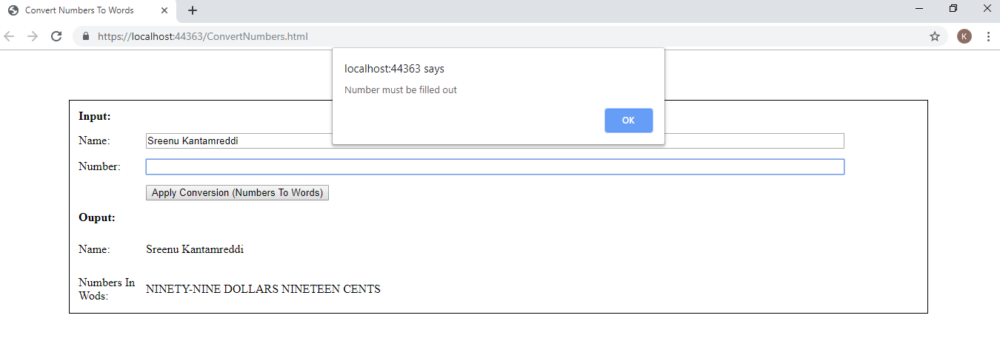 Convert Numbers To Words
https://localhost:44363/ConvertNumbers.html
K
localhost:44363 says
Number must be filled out
OK
Input:
Name: Sreenu Kantamreddi
Number:
Apply Conversion (Numbers To Words)
Ouput:
Name: Sreenu Kantamreddi
Numbers In
Wods:
NINETY-NINE DOLLARS NINETEEN CENTS